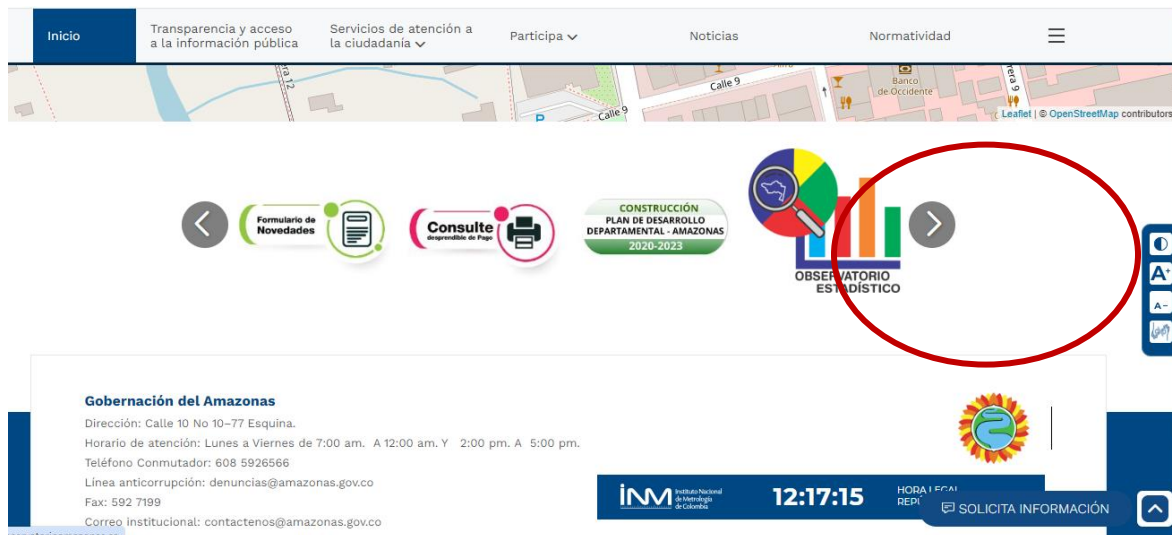 Inicio
Transparencia y acceso
a la información pública
Servicios de atención a
la ciudadanía
Participa
Noticias
Normatividad
rera 12
Calle 9
P
Calle 9
Banco
de Occidente
rera 9
Leaflet | © OpenStreetMap contributors
Formulario de
Novedades
Consulte
desprendible de Pago
CONSTRUCCIÓN
PLAN DE DESARROLLO
DEPARTAMENTAL - AMAZONAS
2020-2023
OBSERVATORIO
ESTADÍSTICO
A+
A-
Gobernación del Amazonas
Dirección: Calle 10 No 10–77 Esquina.
Horario de atención: Lunes a Viernes de 7:00 am. A 12:00 am. Y 2:00 pm. A 5:00 pm.
Teléfono Conmutador: 608 5926566
Línea anticorrupción: denuncias@amazonas.gov.co
Fax: 592 7199
Correo institucional: contactenos@amazonas.gov.co
inm Instituto Nacional
de Metrología
de Colombia
12:17:15
HORA LEGAL
SOLICITA INFORMACIÓN